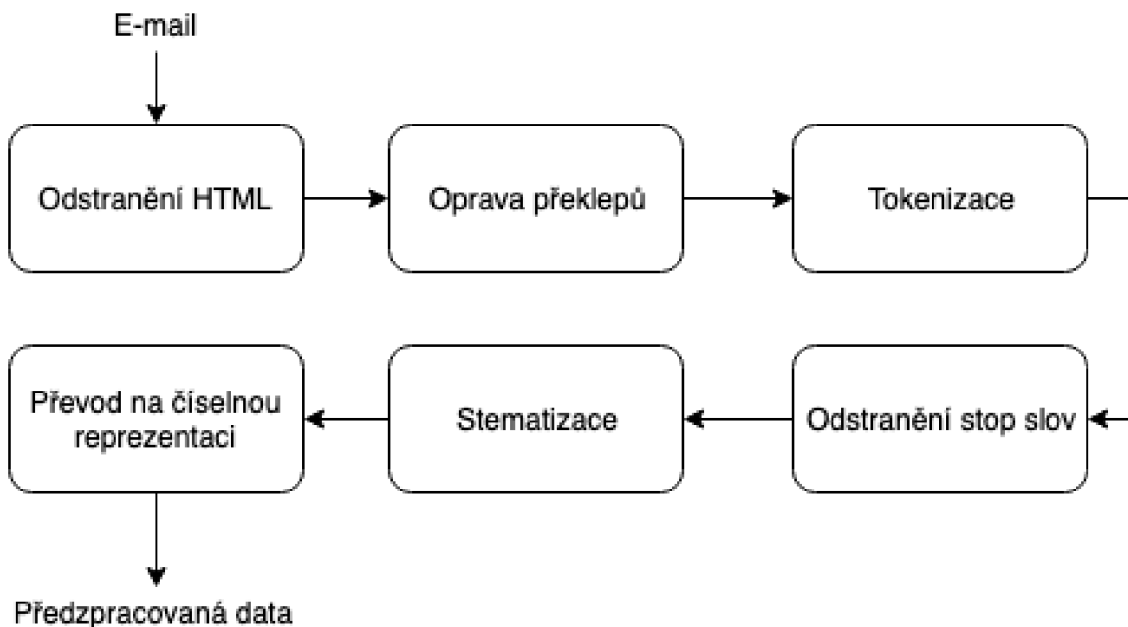 E-mail
Odstranění HTML
Oprava překlepů
Tokenizace
Odstranění stop slov
Stematizace
Převod na číselnou
reprezentaci
Předzpracovaná data